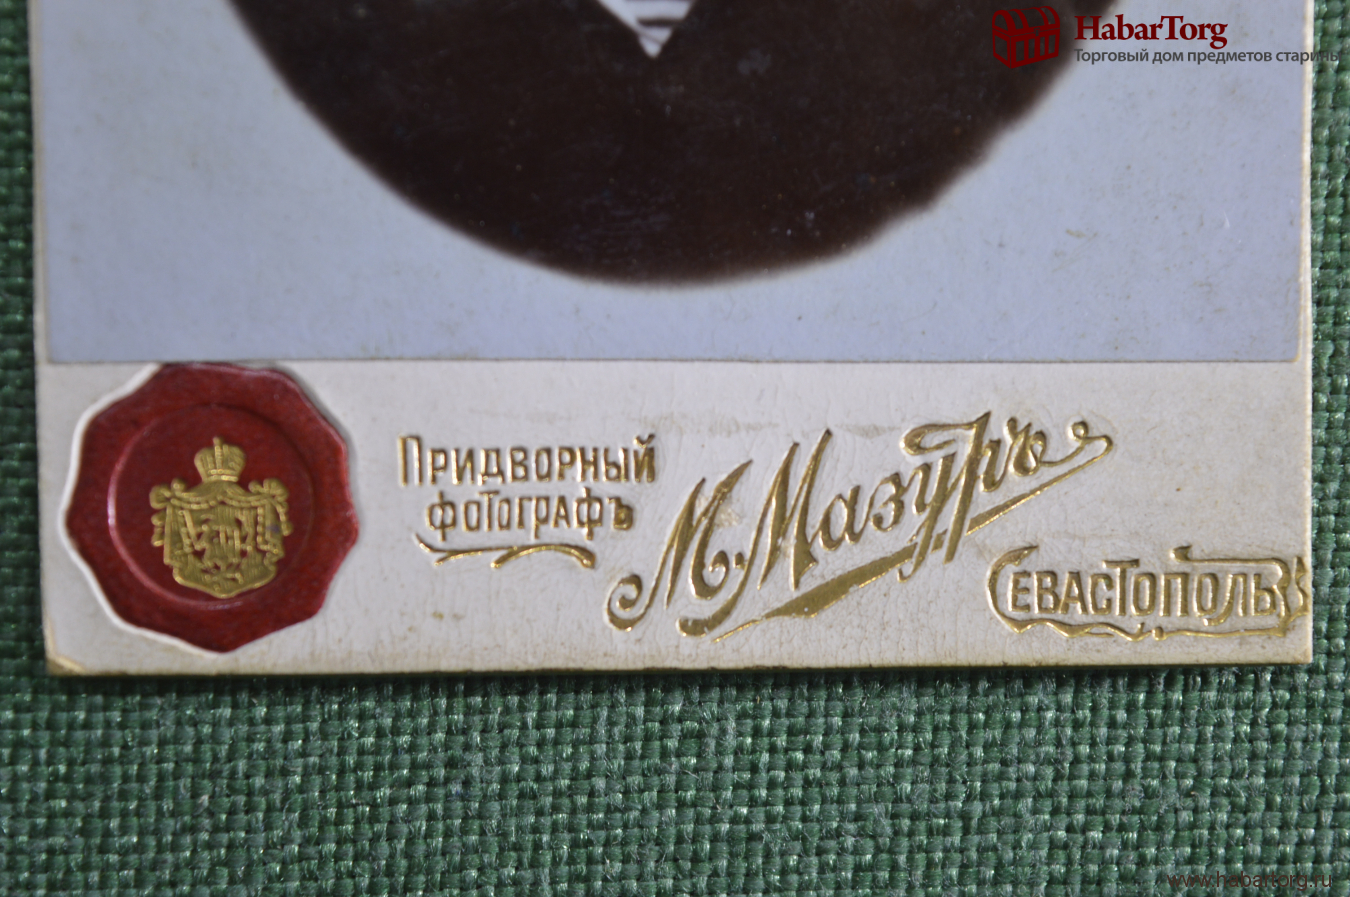 HabarTorg
Торговый дом предметов старины
Придворный
фотографъ
М. Мазуръ
Севастополь
www.habartorg.ru